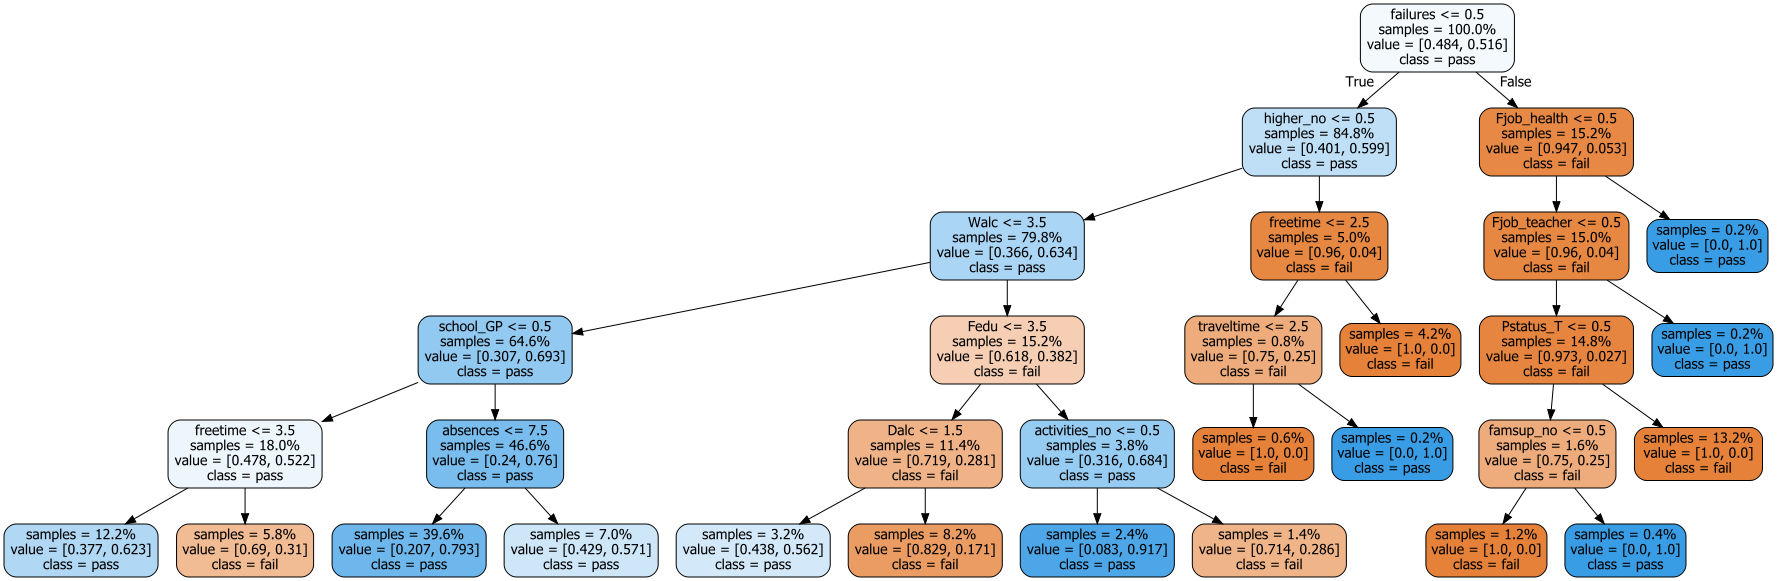 failures <= 0.5
samples = 100.0%
value = [0.484, 0.516]
class = pass
True
False
higher_no <= 0.5
samples = 84.8%
value = [0.401, 0.599]
class = pass
Fjob_health <= 0.5
samples = 15.2%
value = [0.947, 0.053]
class = fail
Walc <= 3.5
samples = 79.8%
value = [0.366, 0.634]
class = pass
freetime <= 2.5
samples = 5.0%
value = [0.96, 0.04]
class = fail
Fjob_teacher <= 0.5
samples = 15.0%
value = [0.96, 0.04]
class = fail
samples = 0.2%
value = [0.0, 1.0]
class = pass
school_GP <= 0.5
samples = 64.6%
value = [0.307, 0.693]
class = pass
Fedu <= 3.5
samples = 15.2%
value = [0.618, 0.382]
class = fail
traveltime <= 2.5
samples = 0.8%
value = [0.75, 0.25]
class = fail
samples = 4.2%
value = [1.0, 0.0]
class = fail
Pstatus_T <= 0.5
samples = 14.8%
value = [0.973, 0.027]
class = fail
samples = 0.2%
value = [0.0, 1.0]
class = pass
freetime <= 3.5
samples = 18.0%
value = [0.478, 0.522]
class = pass
absences <= 7.5
samples = 46.6%
value = [0.24, 0.76]
class = pass
Dalc <= 1.5
samples = 11.4%
value = [0.719, 0.281]
class = fail
activities_no <= 0.5
samples = 3.8%
value = [0.316, 0.684]
class = pass
samples = 0.6%
value = [1.0, 0.0]
class = fail
samples = 0.2%
value = [0.0, 1.0]
class = pass
famsup_no <= 0.5
samples = 1.6%
value = [0.75, 0.25]
class = fail
samples = 13.2%
value = [1.0, 0.0]
class = fail
samples = 12.2%
value = [0.377, 0.623]
class = pass
samples = 5.8%
value = [0.69, 0.31]
class = fail
samples = 39.6%
value = [0.207, 0.793]
class = pass
samples = 7.0%
value = [0.429, 0.571]
class = pass
samples = 3.2%
value = [0.438, 0.562]
class = pass
samples = 8.2%
value = [0.829, 0.171]
class = fail
samples = 2.4%
value = [0.083, 0.917]
class = pass
samples = 1.4%
value = [0.714, 0.286]
class = fail
samples = 1.2%
value = [1.0, 0.0]
class = fail
samples = 0.4%
value = [0.0, 1.0]
class = pass